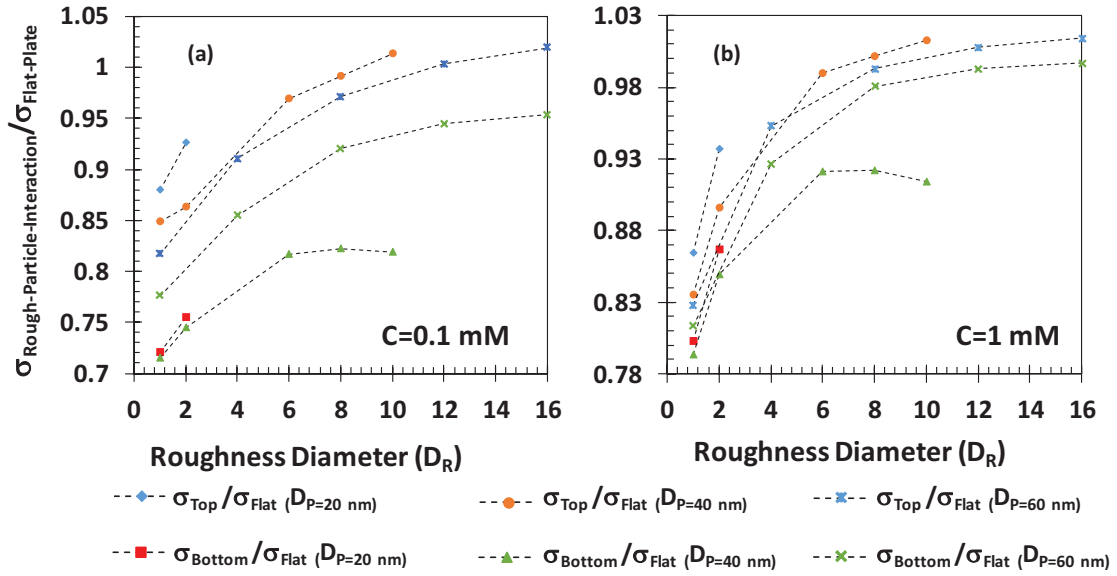 σRough-Particle-Interaction/σFlat-Plate
1.05
1
0.95
0.9
0.85
0.8
0.75
0.7
(a)
C=0.1 mM
0 2 4 6 8 10 12 14 16
Roughness Diameter (DR)
1.03
0.98
0.93
0.88
0.83
0.78
(b)
C=1 mM
0 2 4 6 8 10 12 14 16
Roughness Diameter (DR)
σTop/σFlat (DP=20 nm)
σTop/σFlat (DP=40 nm)
σTop/σFlat (DP=60 nm)
σBottom/σFlat (DP=20 nm)
σBottom/σFlat (DP=40 nm)
σBottom/σFlat (DP=60 nm)